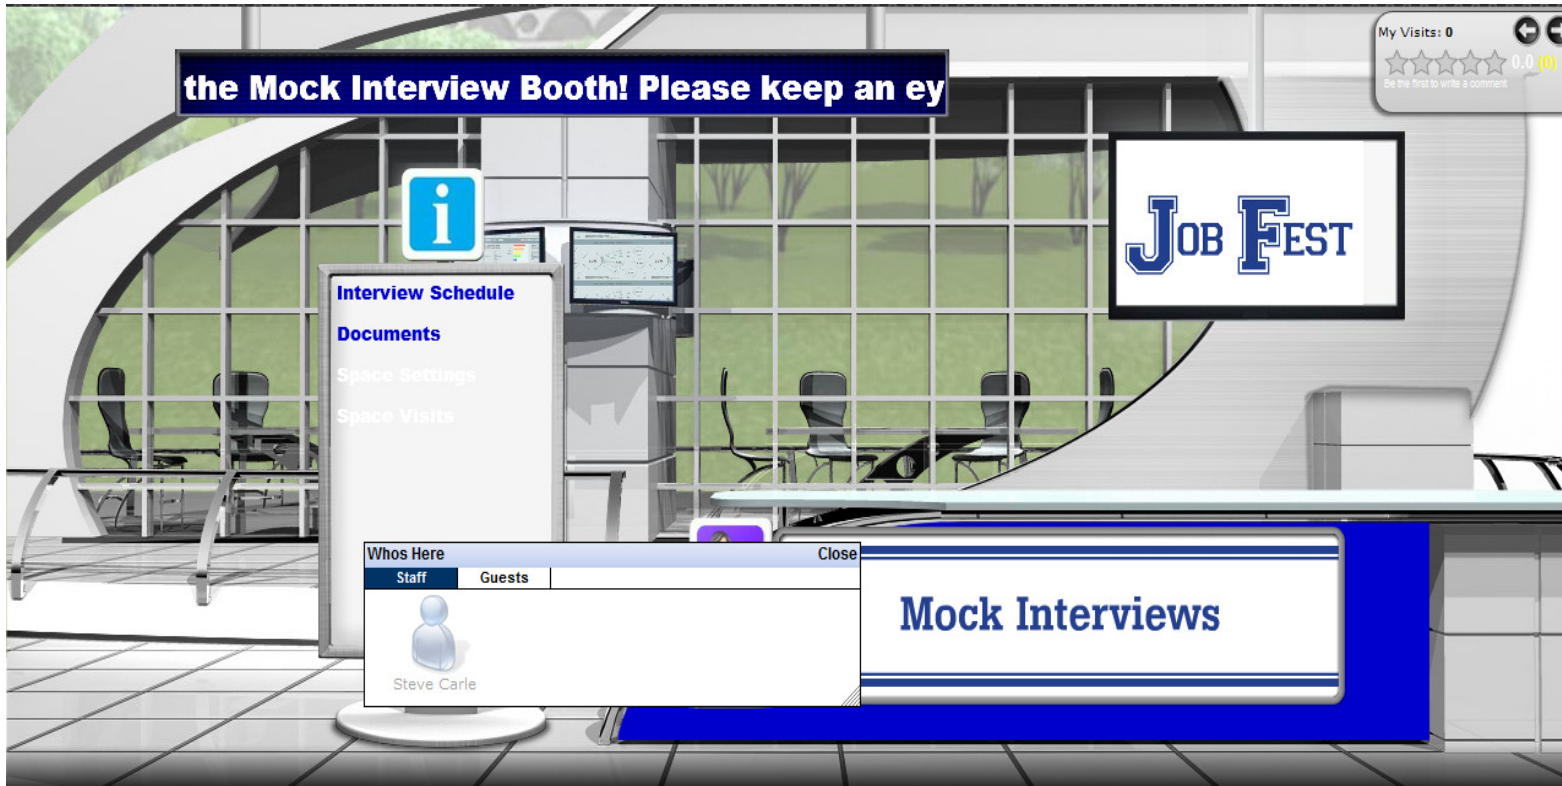 My Visits: 0
0.0 (0)
Be the first to write a comment
the Mock Interview Booth! Please keep an ey
i
JOB FEST
Interview Schedule
Documents
Space Settings
Space Visits
Whos Here
Close
Staff
Guests
Steve Carle
Mock Interviews